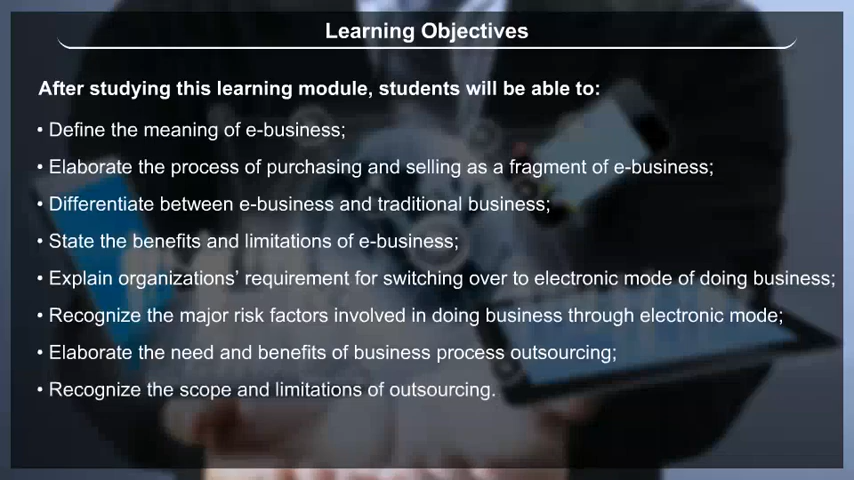 Learning Objectives
After studying this learning module, students will be able to:
• Define the meaning of e-business;
• Elaborate the process of purchasing and selling as a fragment of e-business;
• Differentiate between e-business and traditional business;
• State the benefits and limitations of e-business;
• Explain organizations’ requirement for switching over to electronic mode of doing business;
• Recognize the major risk factors involved in doing business through electronic mode;
• Elaborate the need and benefits of business process outsourcing;
• Recognize the scope and limitations of outsourcing.